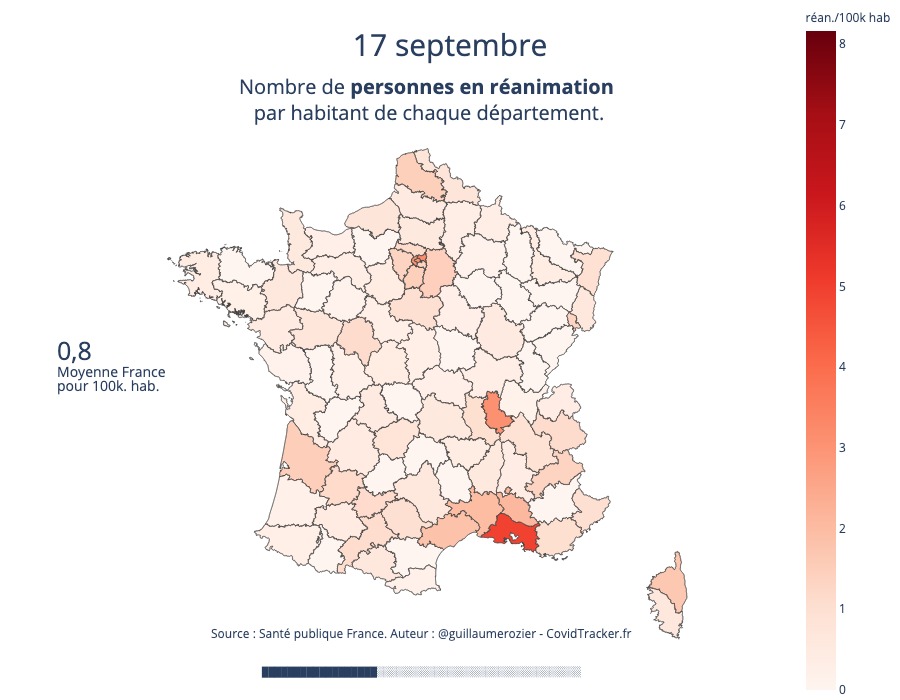 réan./100k hab
17 septembre
Nombre de personnes en réanimation
par habitant de chaque département.
8
7
6
5
4
3
2
1
0
0,8
Moyenne France
pour 100k. hab.
Source : Santé publique France. Auteur : @guillaumerozier - CovidTracker.fr